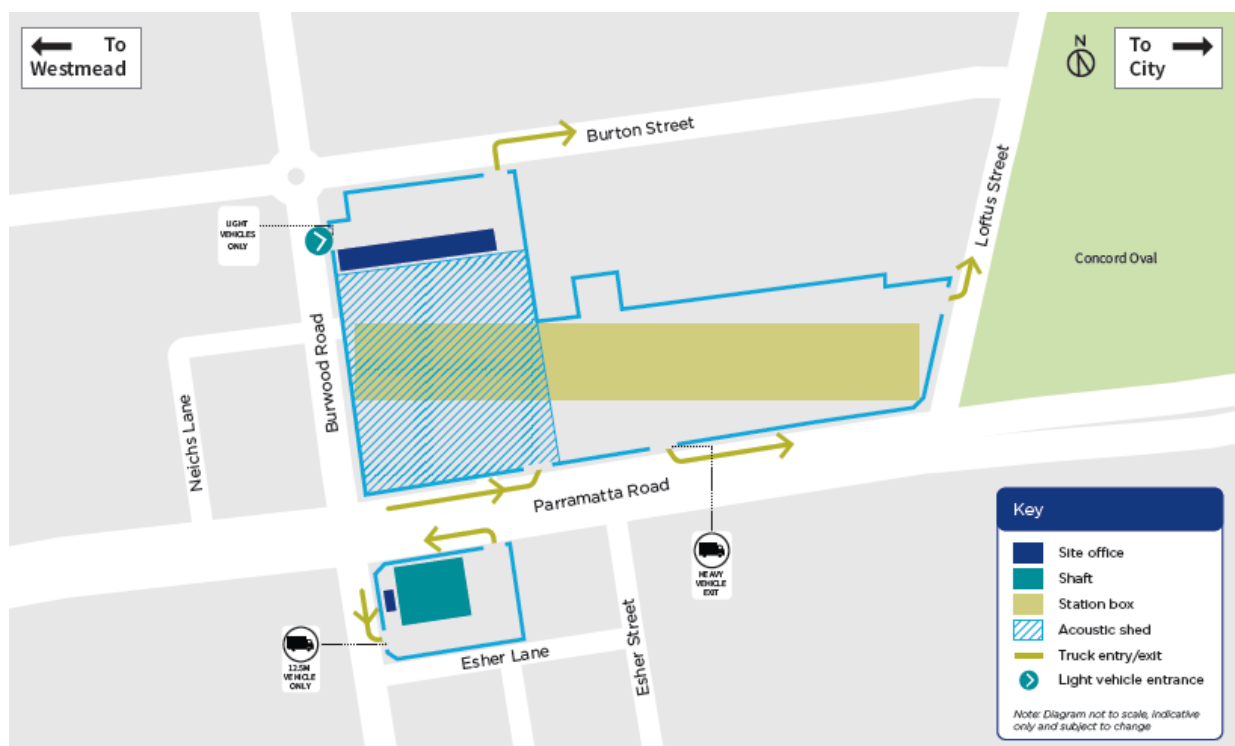 To
Westmead
N
To
City
Burton Street
LIGHT
VEHICLES
ONLY
Loftus Street
Concord Oval
Burwood Road
Neichs Lane
Parramatta Road
HEAVY
VEHICLE
EXIT
12.5M
VEHICLE
ONLY
Esher Lane
Esher Street
Key
Site office
Shaft
Station box
Acoustic shed
Truck entry/exit
Light vehicle entrance
Note: Diagram not to scale, indicative
only and subject to change